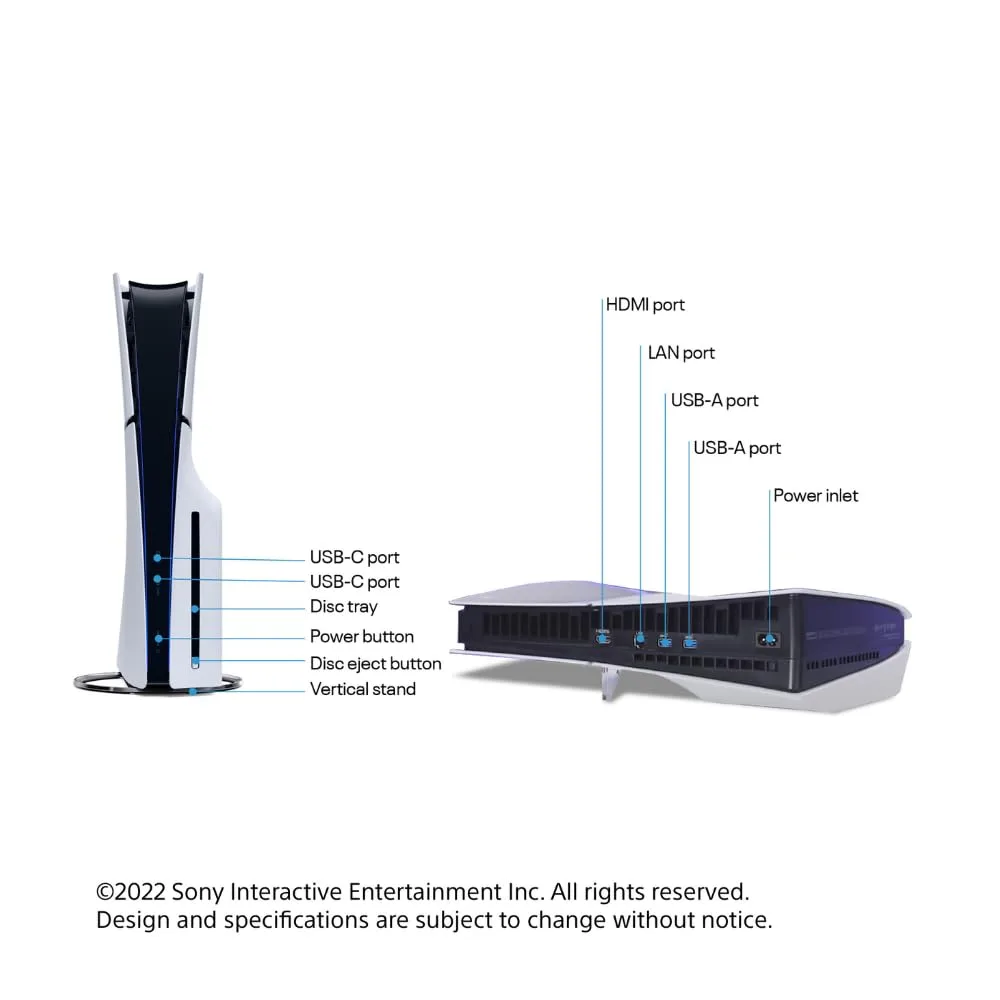 HDMI port
LAN port
USB-A port
USB-A port
Power inlet
USB-C port
USB-C port
Disc tray
Power button
Disc eject button
Vertical stand
©2022 Sony Interactive Entertainment Inc. All rights reserved.
Design and specifications are subject to change without notice.